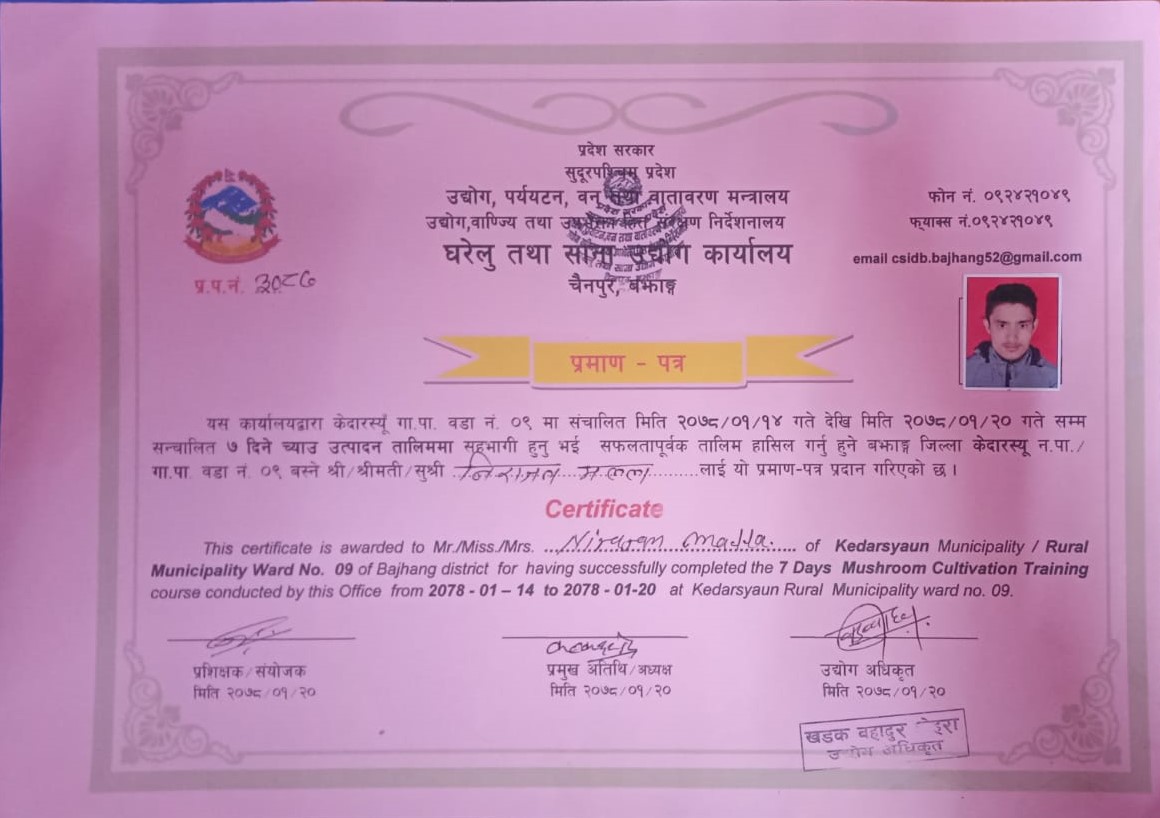 प्रदेश सरकार
सुदूरपश्चिम प्रदेश
उद्योग, पर्ययटन, वन तथा वातावरण मन्त्रालय
उद्योग,वाणिज्य तथा संरक्षण निर्देशनालय
घरेलु तथा साना उद्योग कार्यालय
चैनपुर, बझाङ्ग
फोन नं. ०९२४२१०४९
फ्याक्स नं.०९२४२१०४९
email csidb.bajhang52@gmail.com
प्र.प.नं. ३०८७
प्रमाण - पत्र
यस कार्यालयद्वारा केदारस्यूँ गा.पा. वडा नं. ०९ मा संचालित मिति २०७८/०१/१४ गते देखि मिति २०७८/०१/२० गते सम्म
सन्चालित ७ दिने च्याउ उत्पादन तालिममा सहभागी हुनु भई सफलतापूर्वक तालिम हासिल गर्नु हुने बझाङ्ग जिल्ला केदारस्यू न.पा./
गा.पा. वडा नं. ०९ बस्ने श्री/श्रीमती/सुश्री निराजन मल्ल लाई यो प्रमाण-पत्र प्रदान गरिएको छ ।
Certificate
This certificate is awarded to Mr./Miss./Mrs. ... Nirajan Malla. ... of Kedarsyaun Municipality / Rural
Municipality Ward No. 09 of Bajhang district for having successfully completed the 7 Days Mushroom Cultivation Training
course conducted by this Office from 2078 - 01 – 14 to 2078 - 01-20 at Kedarsyaun Rural Municipality ward no. 09.
प्रशिक्षक/संयोजक
मिति २०७८/०१/२०
प्रमुख अतिथि/अध्यक्ष
मिति २०७८/०१/२०
उद्योग अधिकृत
मिति २०७८/०१/२०
खडक बहादुर
उद्योग अधिकृत